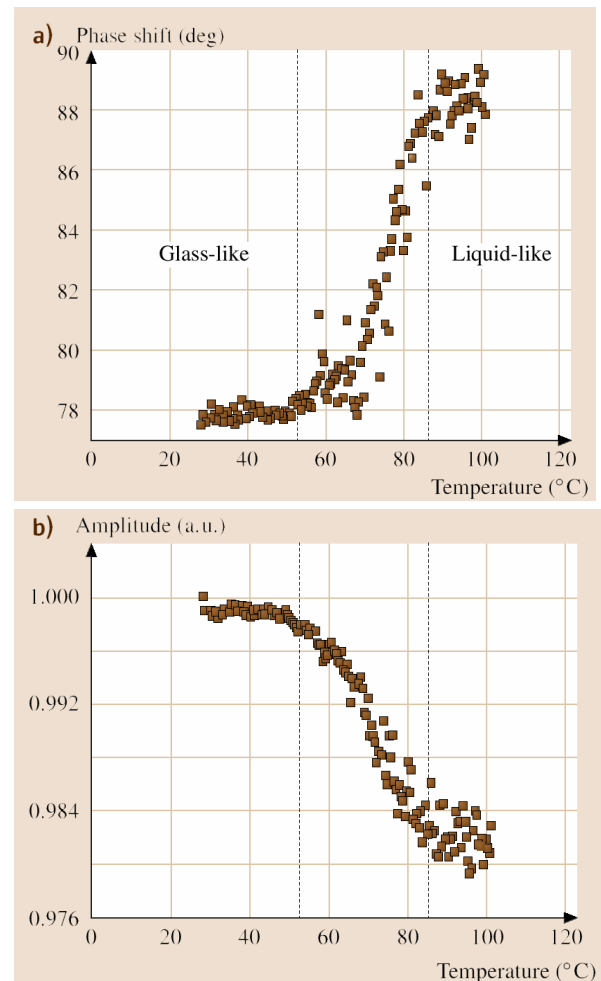 a) Phase shift (deg)
90
88
86
84
82
80
78
Glass-like
Liquid-like
0 20 40 60 80 100 120
Temperature (°C)
b) Amplitude (a.u.)
1.000
0.992
0.984
0.976
0 20 40 60 80 100 120
Temperature (°C)